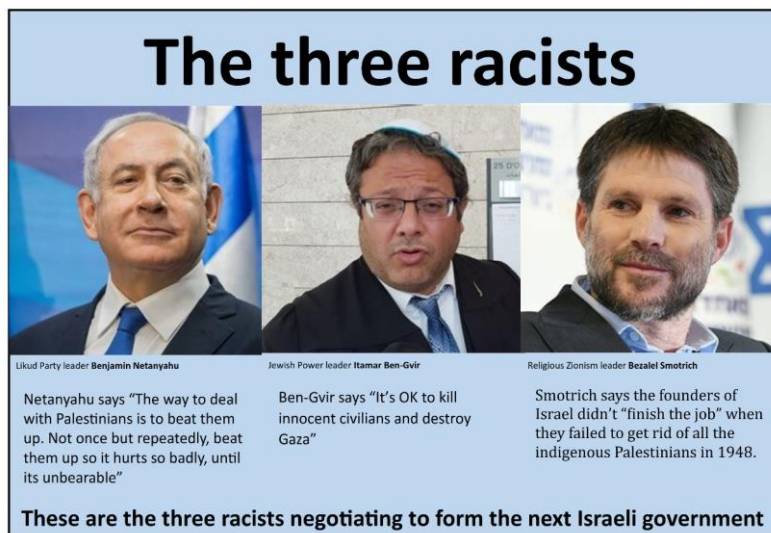 The three racists
25 ם'ט
Likud Party leader Benjamin Netanyahu
Jewish Power leader Itamar Ben-Gvir
Religious Zionism leader Bezalel Smotrich
Netanyahu says “The way to deal
with Palestinians is to beat them
up. Not once but repeatedly, beat
them up so it hurts so badly, until
its unbearable”
Ben-Gvir says “It’s OK to kill
innocent civilians and destroy
Gaza”
Smotrich says the founders of
Israel didn’t “finish the job” when
they failed to get rid of all the
indigenous Palestinians in 1948.
These are the three racists negotiating to form the next Israeli government